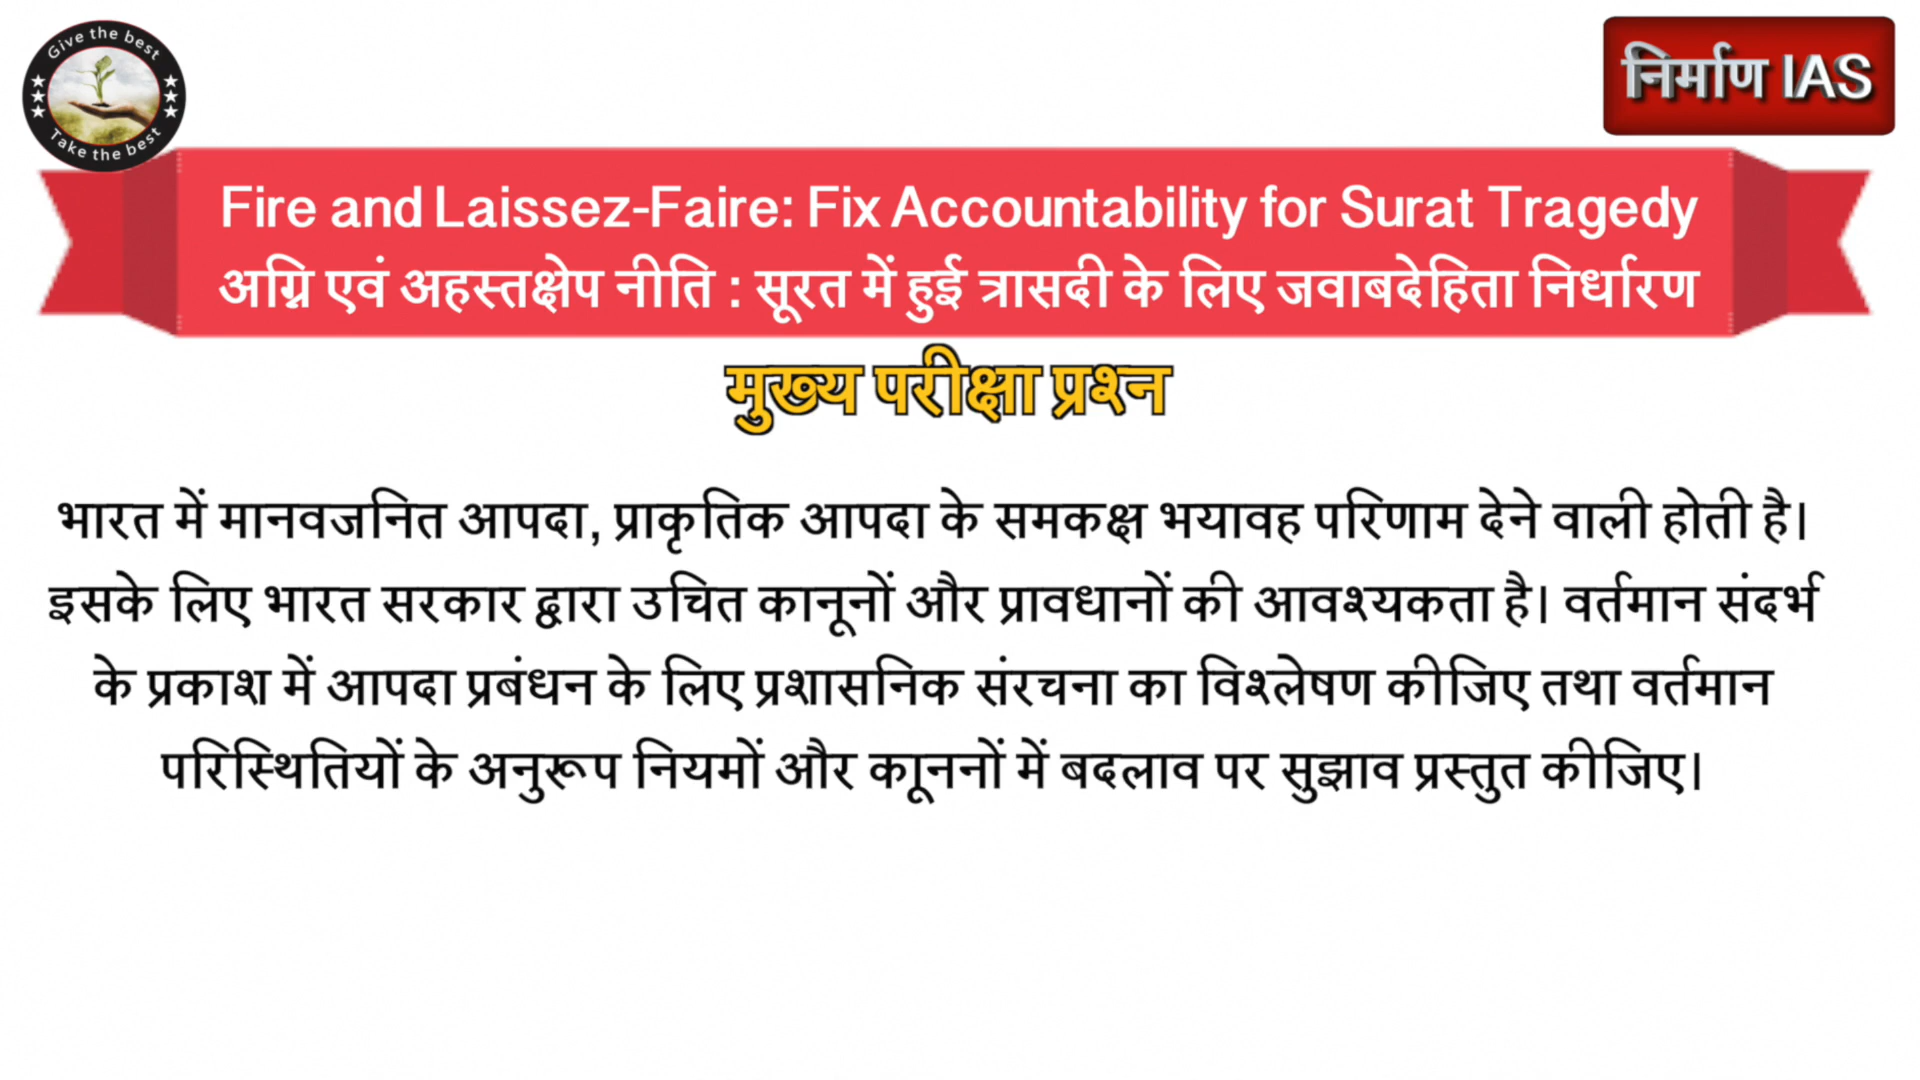 Give the best
Take the best
निर्माण IAS
Fire and Laissez-Faire: Fix Accountability for Surat Tragedy
अग्नि एवं अहस्तक्षेप नीति : सूरत में हुई त्रासदी के लिए जवाबदेहिता निर्धारण
मुख्य परीक्षा प्रश्न
भारत में मानवजनित आपदा, प्राकृतिक आपदा के समकक्ष भयावह परिणाम देने वाली होती है।
इसके लिए भारत सरकार द्वारा उचित कानूनों और प्रावधानों की आवश्यकता है। वर्तमान संदर्भ
के प्रकाश में आपदा प्रबंधन के लिए प्रशासनिक संरचना का विश्लेषण कीजिए तथा वर्तमान
परिस्थितियों के अनुरूप नियमों और काूननों में बदलाव पर सुझाव प्रस्तुत कीजिए।